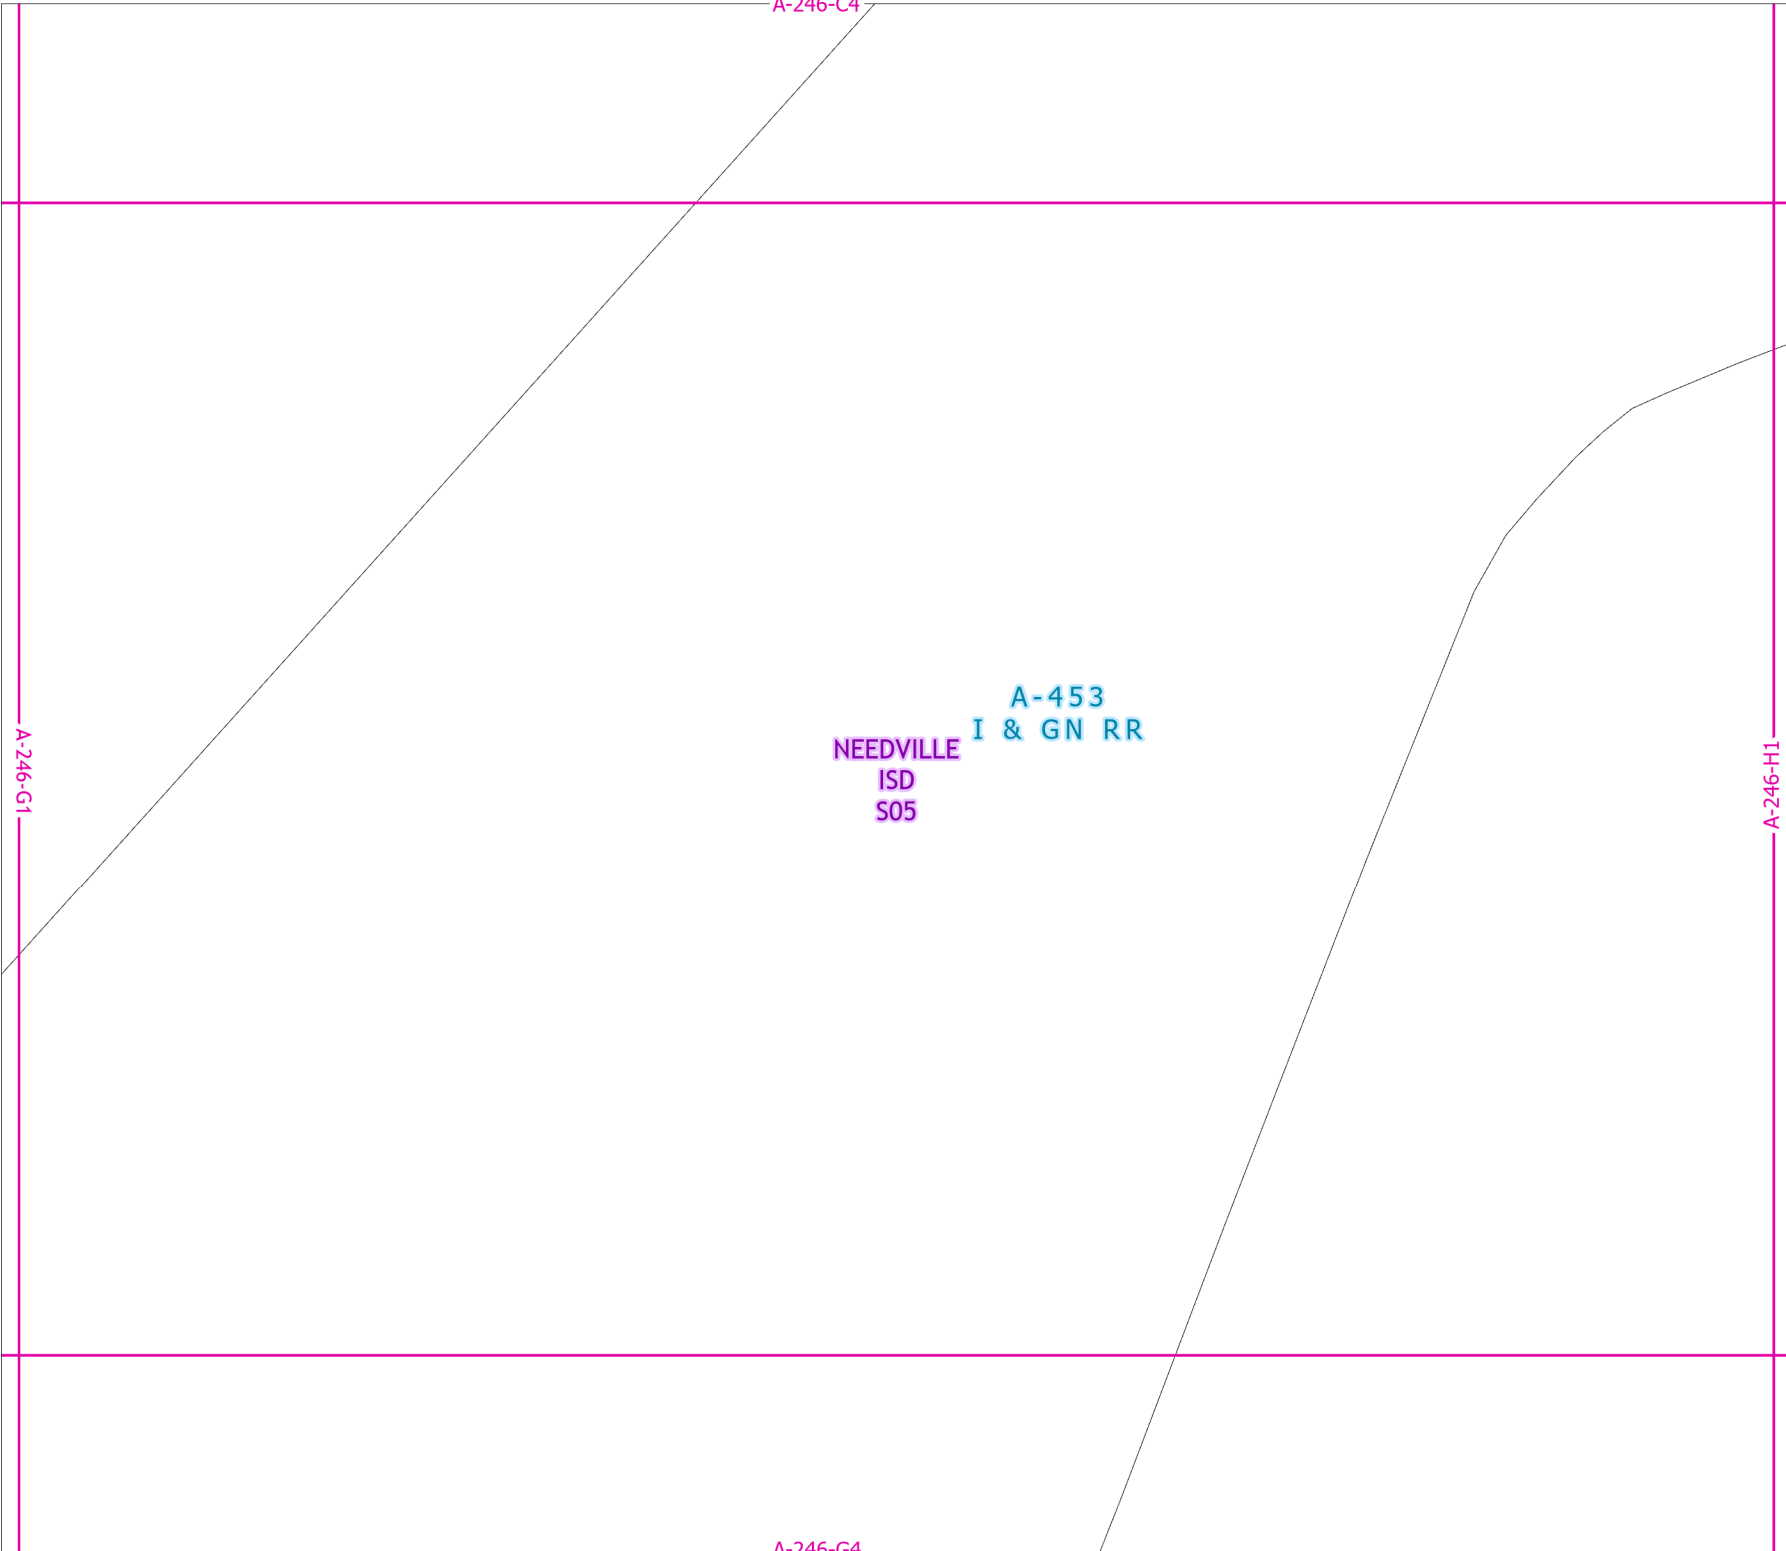 A-246-C4
A-246-G1
A-453
I & GN RR
NEEDVILLE
ISD
S05
A-246-H1
A-246-G4